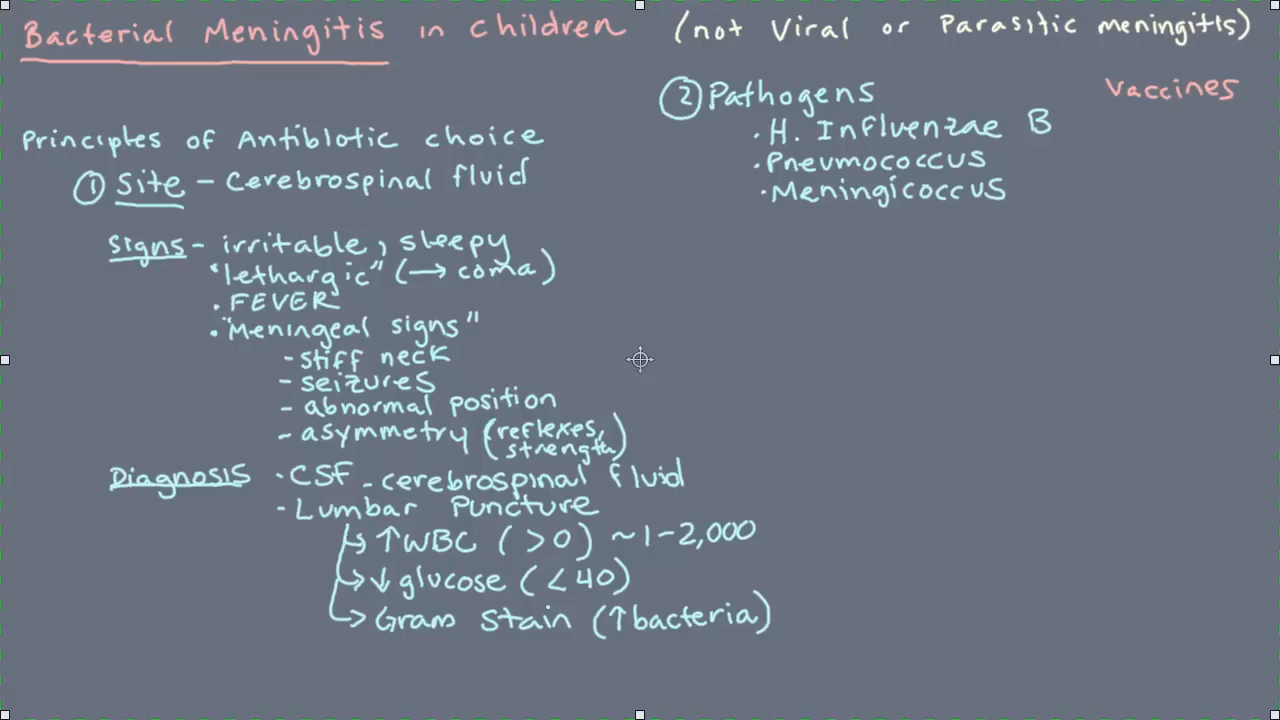 Bacterial Meningitis in children (not Viral or Parasitic meningitis)
Principles of Antibiotic choice
① Site - Cerebrospinal fluid
Signs - irritable, sleepy
"lethargic" (→ coma)
· FEVER
· "Meningeal signs"
- stiff neck
- seizures
- abnormal position
- asymmetry (reflexes, strength)
Diagnosis · CSF - cerebrospinal fluid
- Lumbar Puncture
↳ ↑WBC (>0) ~1-2,000
↳ ↓ glucose (<40)
↳ Gram stain (↑bacteria)
② Pathogens
· H. Influenzae B
· Pneumococcus
· Meningicoccus
Vaccines